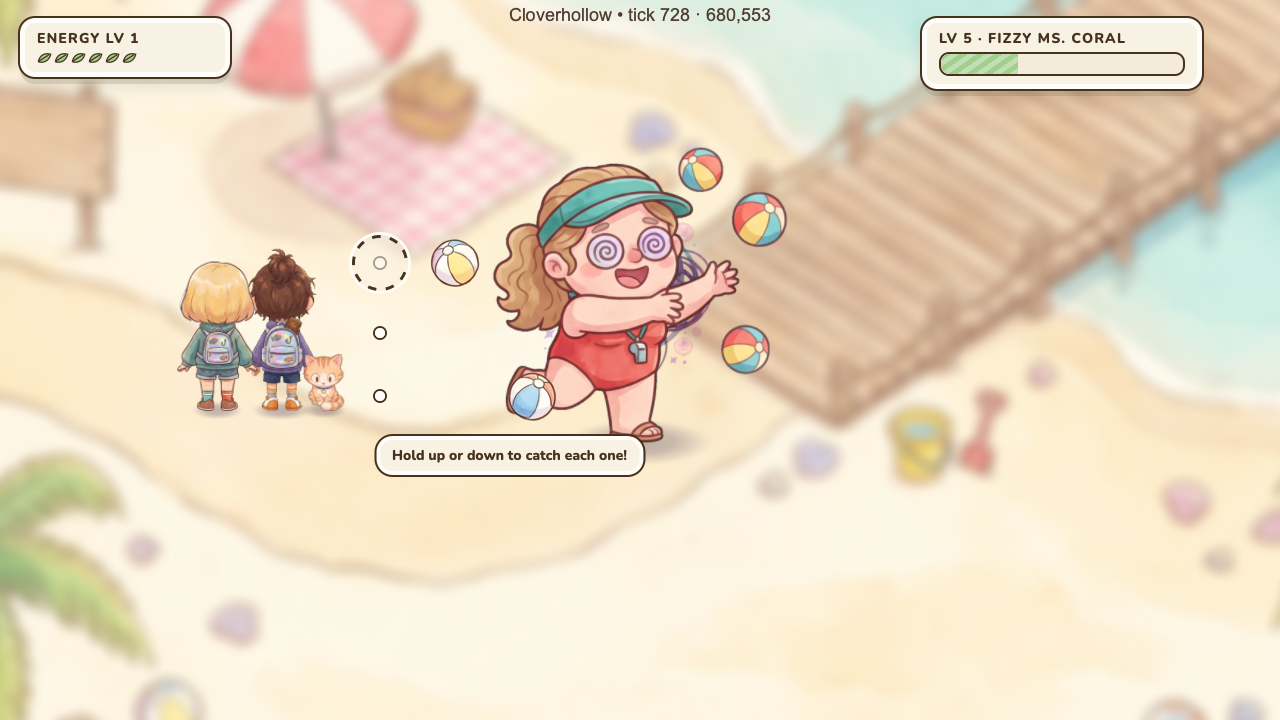 Cloverhollow • tick 728 · 680,553
ENERGY LV 1
LV 5 · FIZZY MS. CORAL
Hold up or down to catch each one!